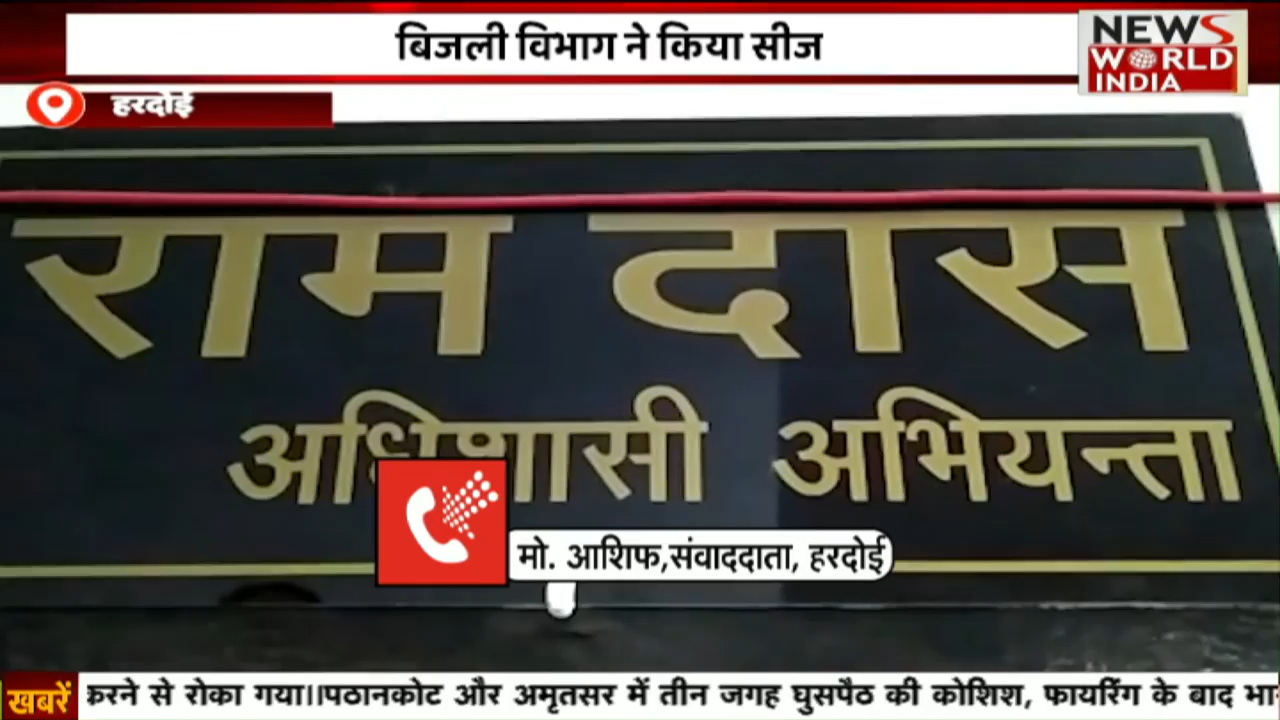 बिजली विभाग ने किया सीज
NEWS
WORLD
INDIA
हरदोई
राम दास
अधिशासी अभियन्ता
मो. आशिफ,संवाददाता, हरदोई
खबरें
करने से रोका गया।।पठानकोट और अमृतसर में तीन जगह घुसपैठ की कोशिश, फायरिंग के बाद